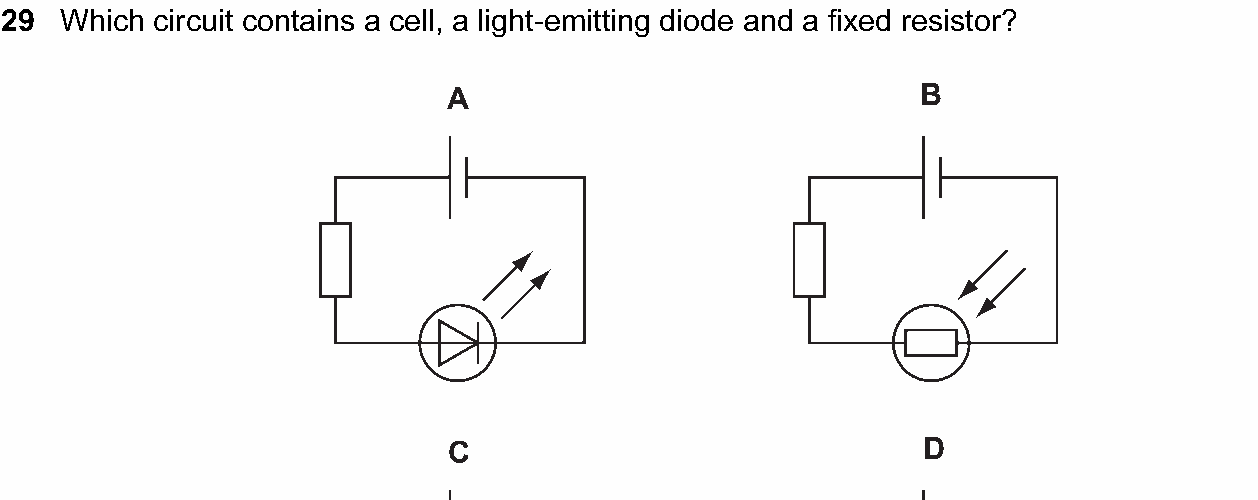 29 Which circuit contains a cell, a light-emitting diode and a fixed resistor?
A
B
C
D